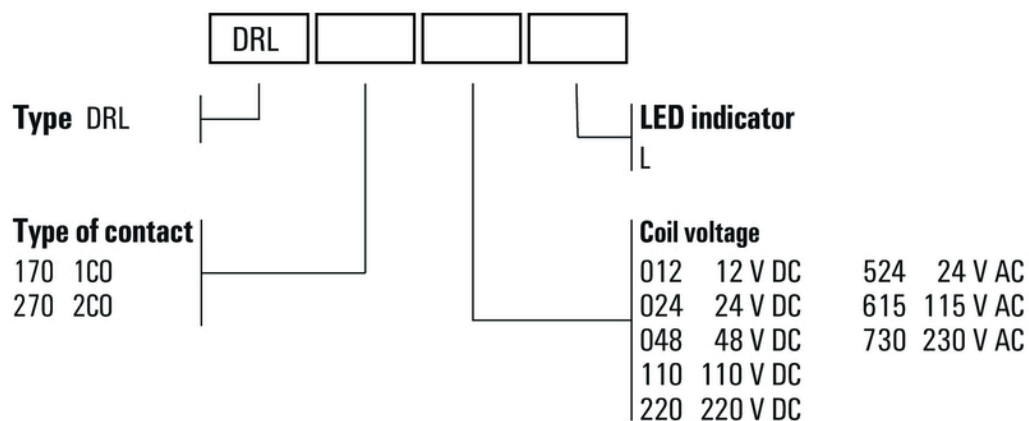 DRL
Type DRL
LED indicator
L
Type of contact
170 1CO
270 2CO
Coil voltage
012 12 V DC 524 24 V AC
024 24 V DC 615 115 V AC
048 48 V DC 730 230 V AC
110 110 V DC
220 220 V DC